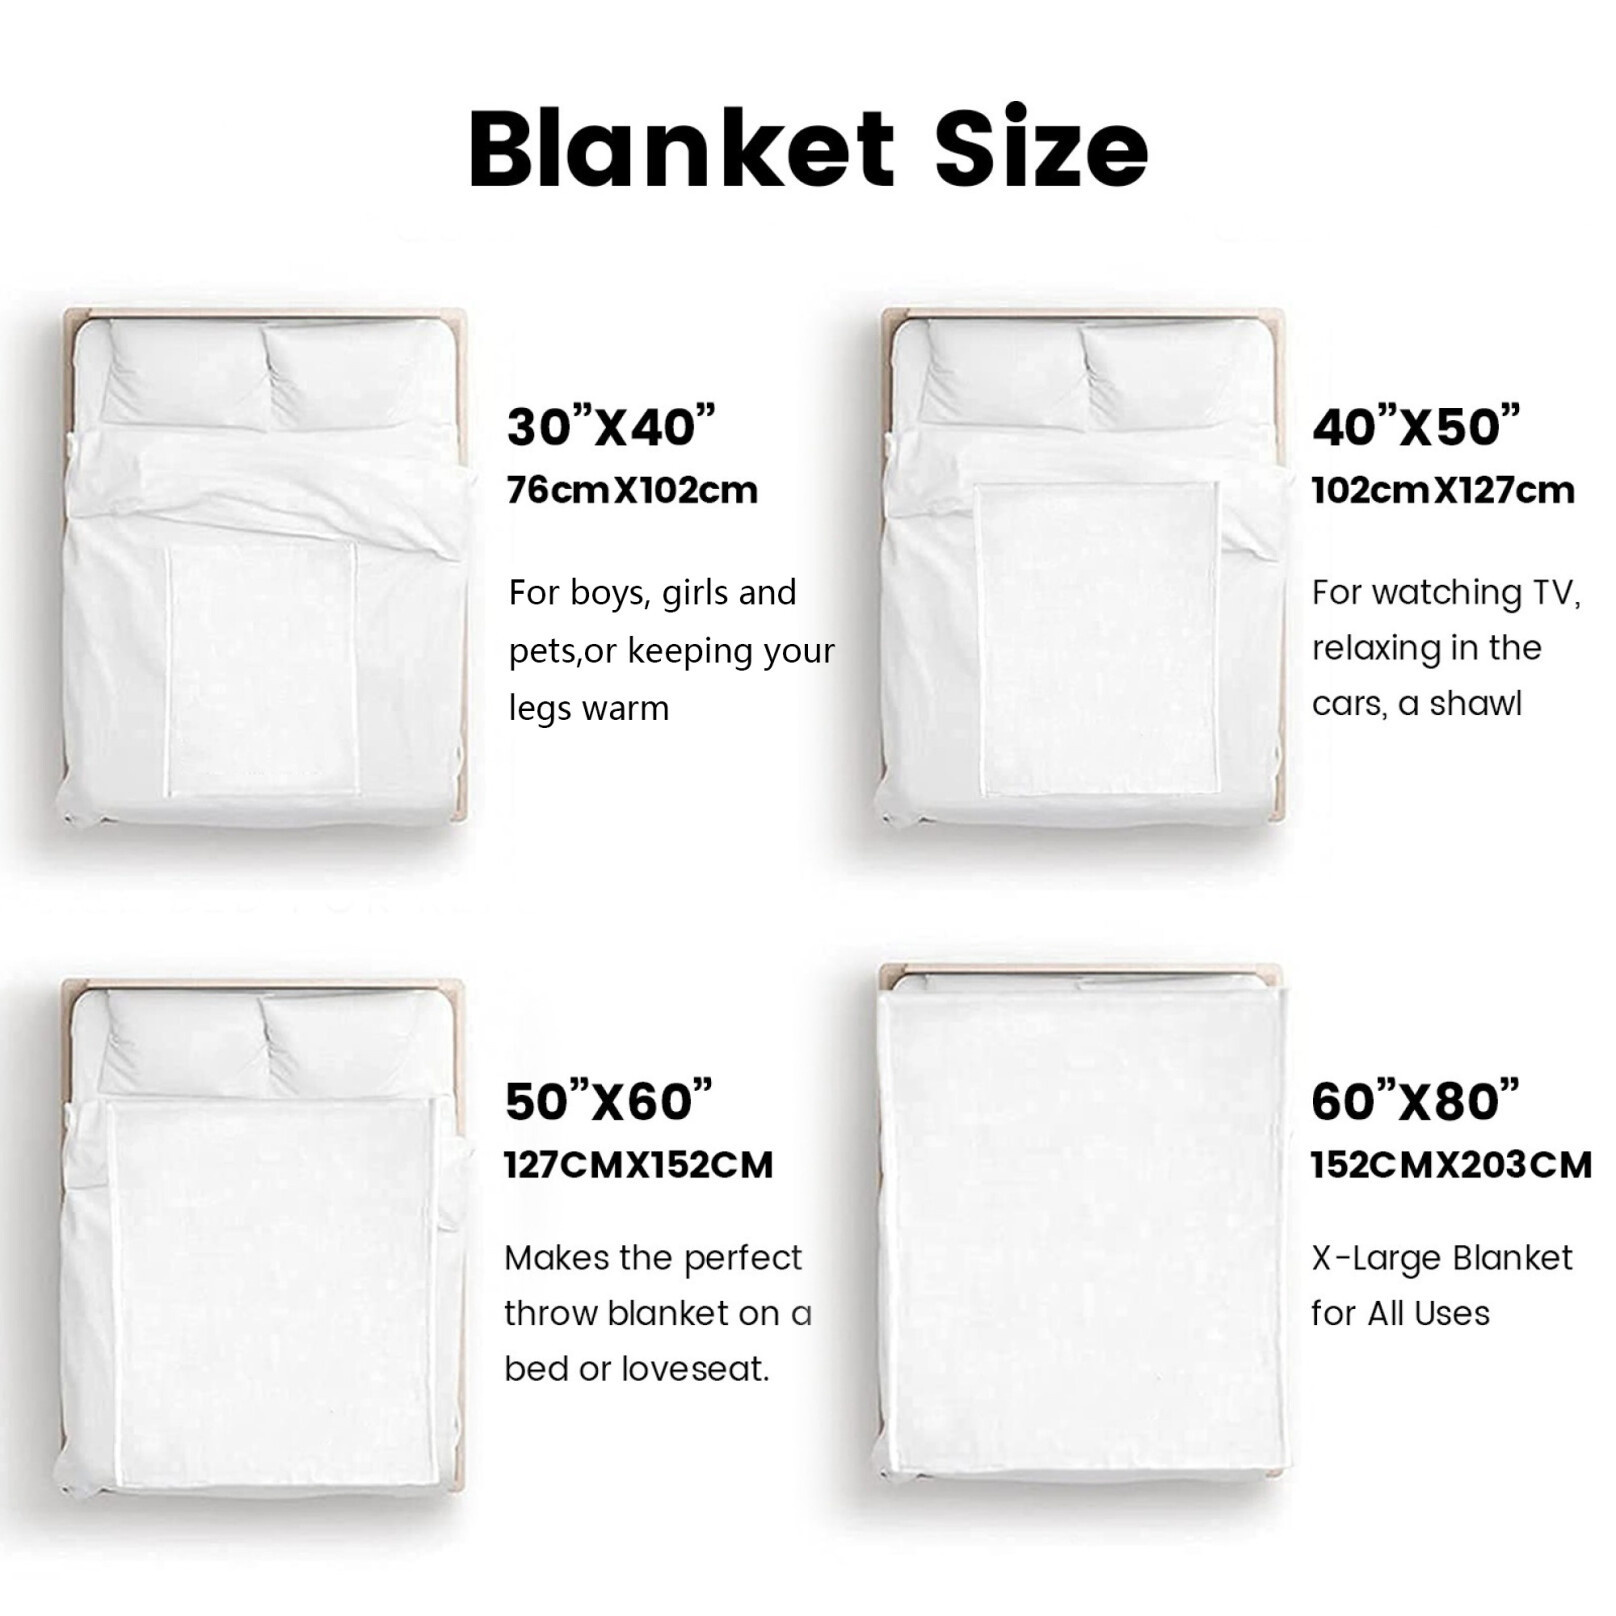 Blanket Size
30”X40”
76cmX102cm
For boys, girls and
pets,or keeping your
legs warm
40”X50”
102cmX127cm
For watching TV,
relaxing in the
cars, a shawl
50”X60”
127CMX152CM
Makes the perfect
throw blanket on a
bed or loveseat.
60”X80”
152CMX203CM
X-Large Blanket
for All Uses